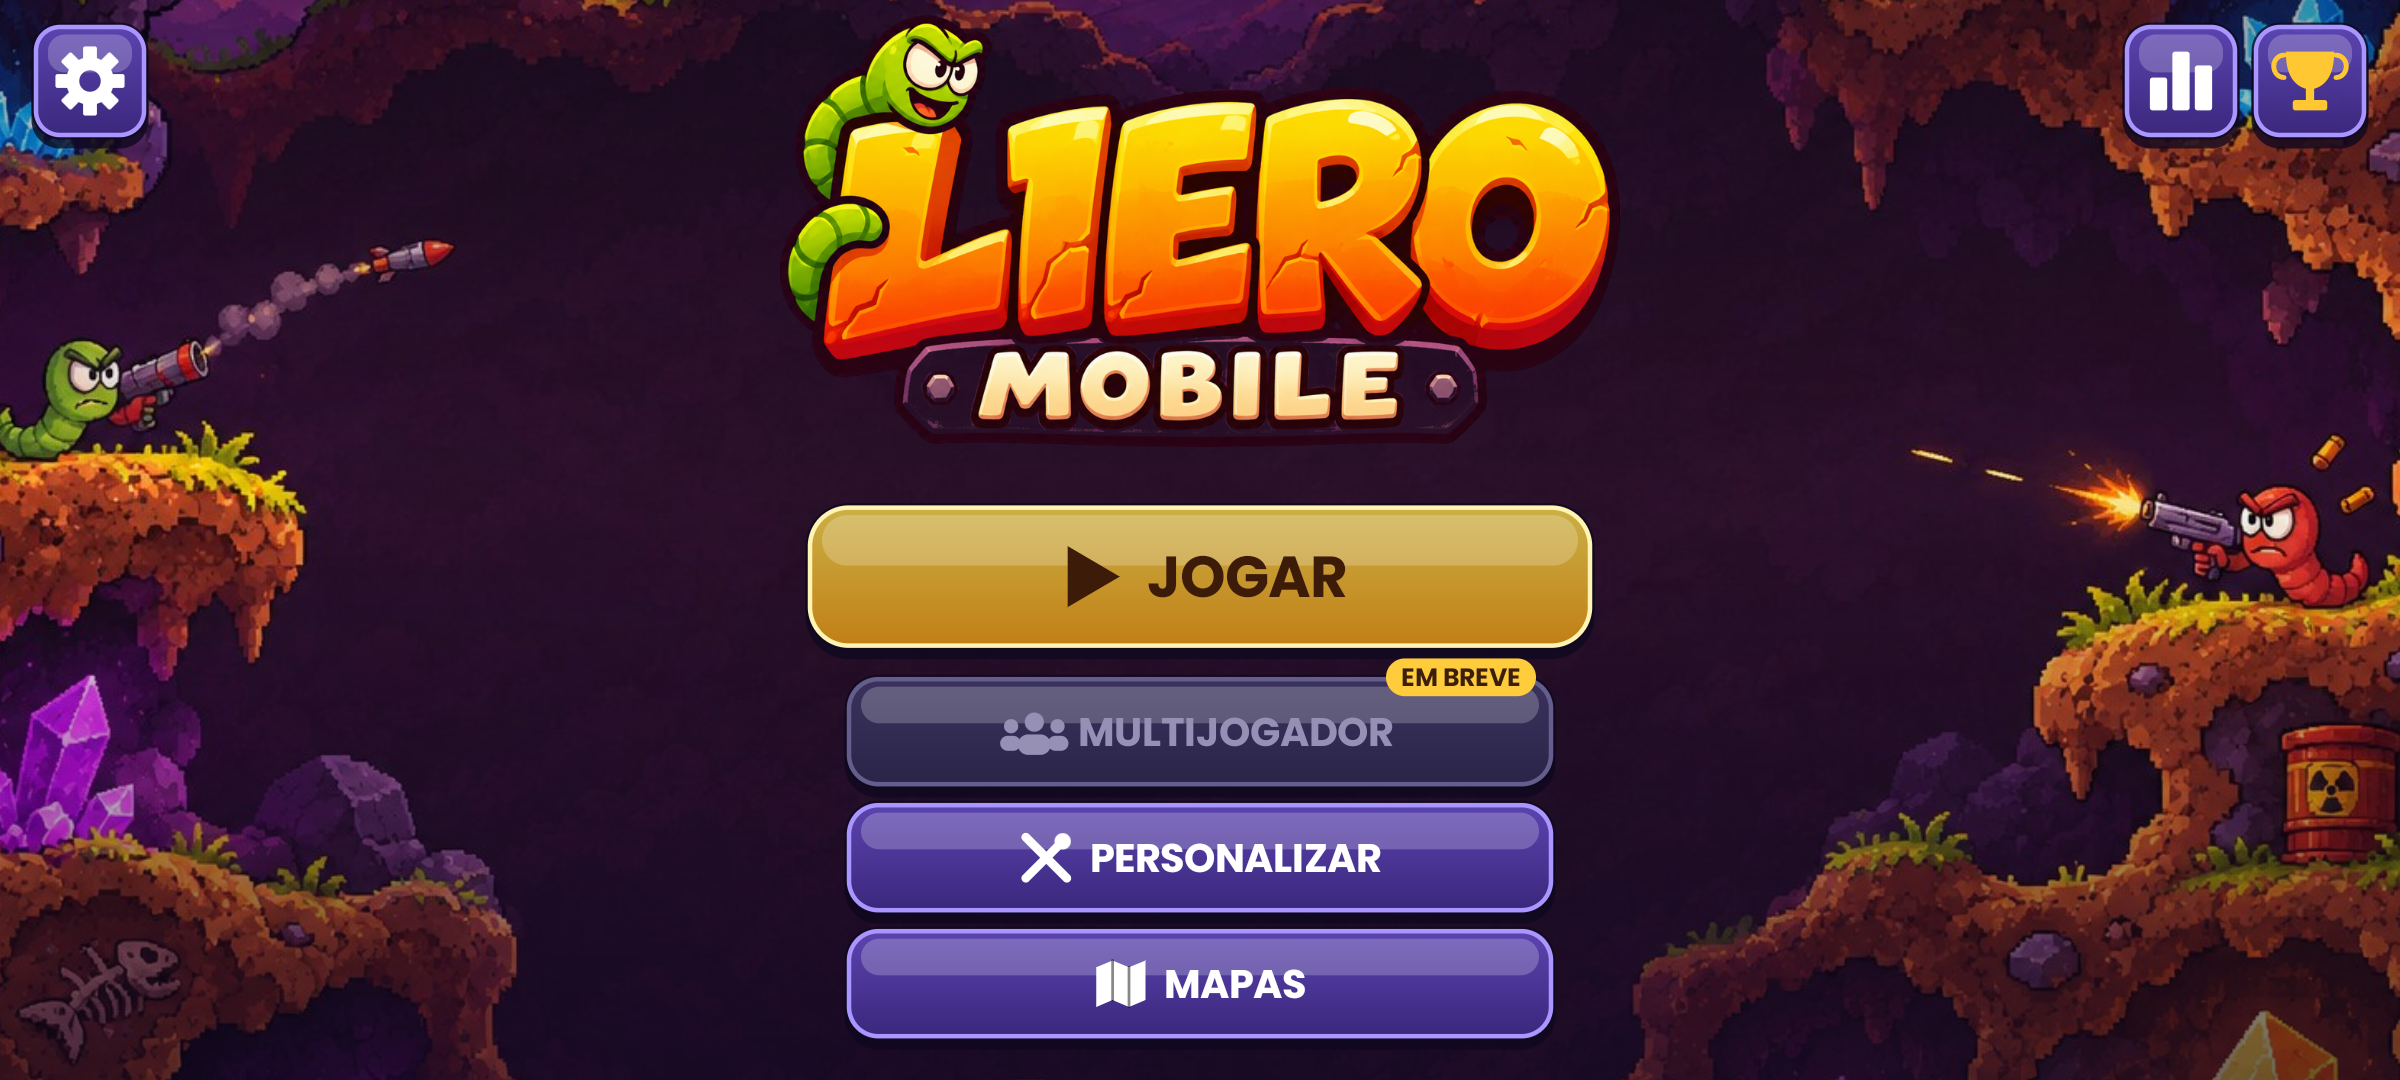 LIERO
MOBILE
JOGAR
EM BREVE
MULTIJOGADOR
PERSONALIZAR
MAPAS